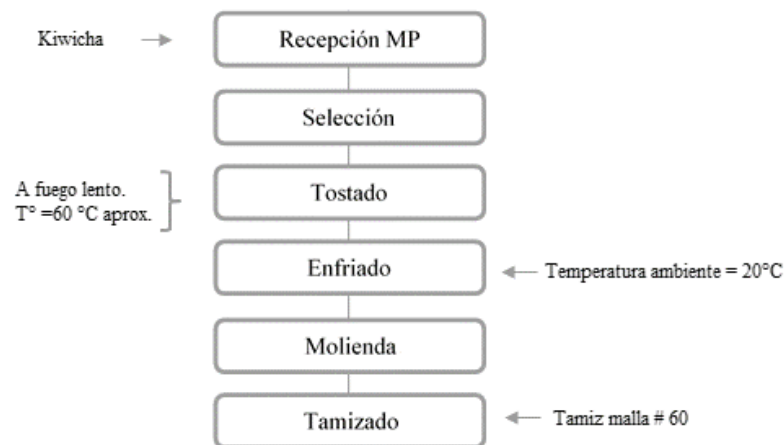 Kiwicha
Recepción MP
Selección
A fuego lento.
T° =60 °C aprox.
Tostado
Enfriado
Temperatura ambiente = 20°C
Molienda
Tamizado
Tamiz malla # 60